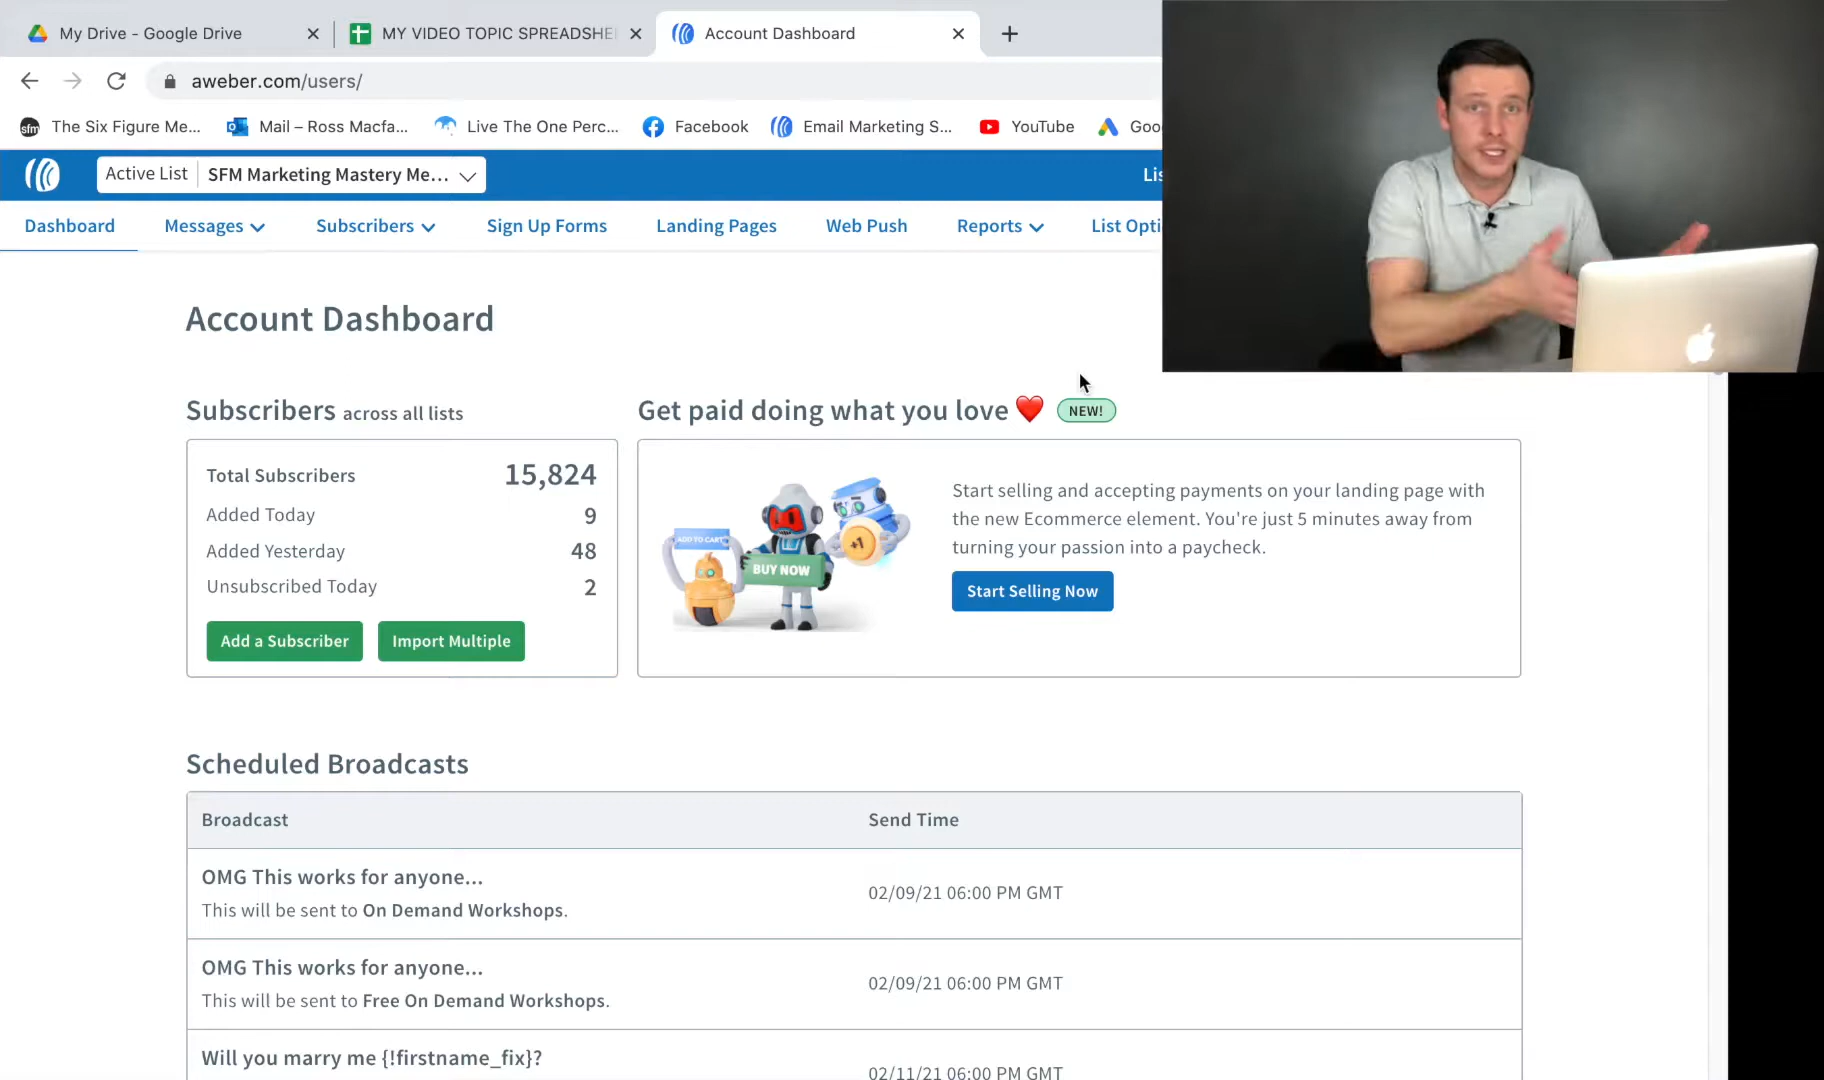 My Drive - Google Drive
MY VIDEO TOPIC SPREADSHE
Account Dashboard
aweber.com/users/
sfm The Six Figure Me...
Mail – Ross Macfa...
Live The One Perc...
Facebook
Email Marketing S...
YouTube
Goo
Active List
SFM Marketing Mastery Me...
Lis
Dashboard
Messages
Subscribers
Sign Up Forms
Landing Pages
Web Push
Reports
List Opti
Account Dashboard
Subscribers across all lists
Total Subscribers 15,824
Added Today 9
Added Yesterday 48
Unsubscribed Today 2
Add a Subscriber
Import Multiple
Get paid doing what you love ❤️ NEW!
ADD TO CART
BUY NOW
+1
Start selling and accepting payments on your landing page with
the new Ecommerce element. You're just 5 minutes away from
turning your passion into a paycheck.
Start Selling Now
Scheduled Broadcasts
Broadcast Send Time
OMG This works for anyone...
This will be sent to On Demand Workshops.
02/09/21 06:00 PM GMT
OMG This works for anyone...
This will be sent to Free On Demand Workshops.
02/09/21 06:00 PM GMT
Will you marry me {!firstname_fix}?
02/11/21 06:00 PM GMT